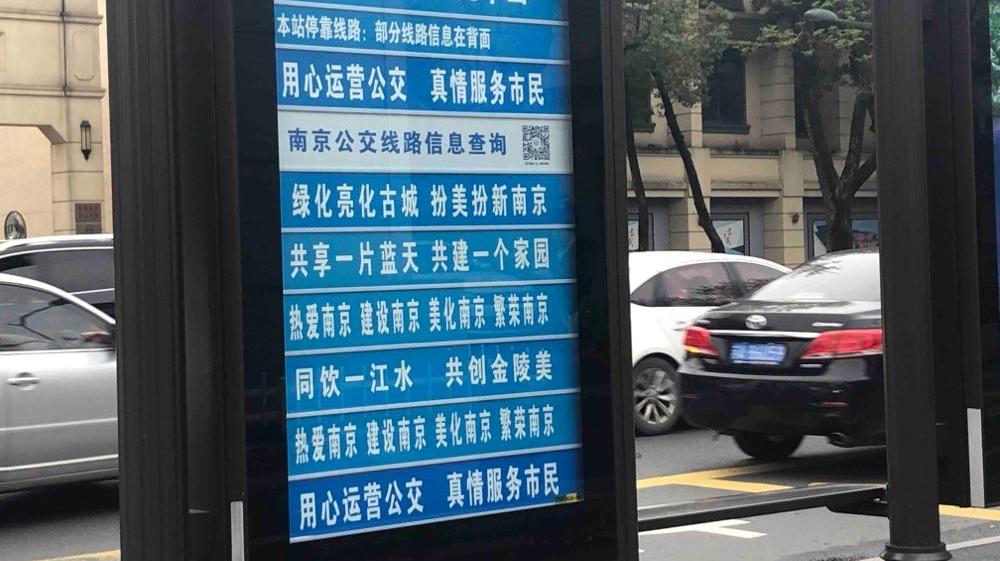 本站停靠线路：部分线路信息在背面
用心运营公交 真情服务市民
南京公交线路信息查询
绿化亮化古城 扮美扮新南京
共享一片蓝天 共建一个家园
热爱南京 建设南京 美化南京 繁荣南京
同饮一江水 共创金陵美
热爱南京 建设南京 美化南京 繁荣南京
用心运营公交 真情服务市民